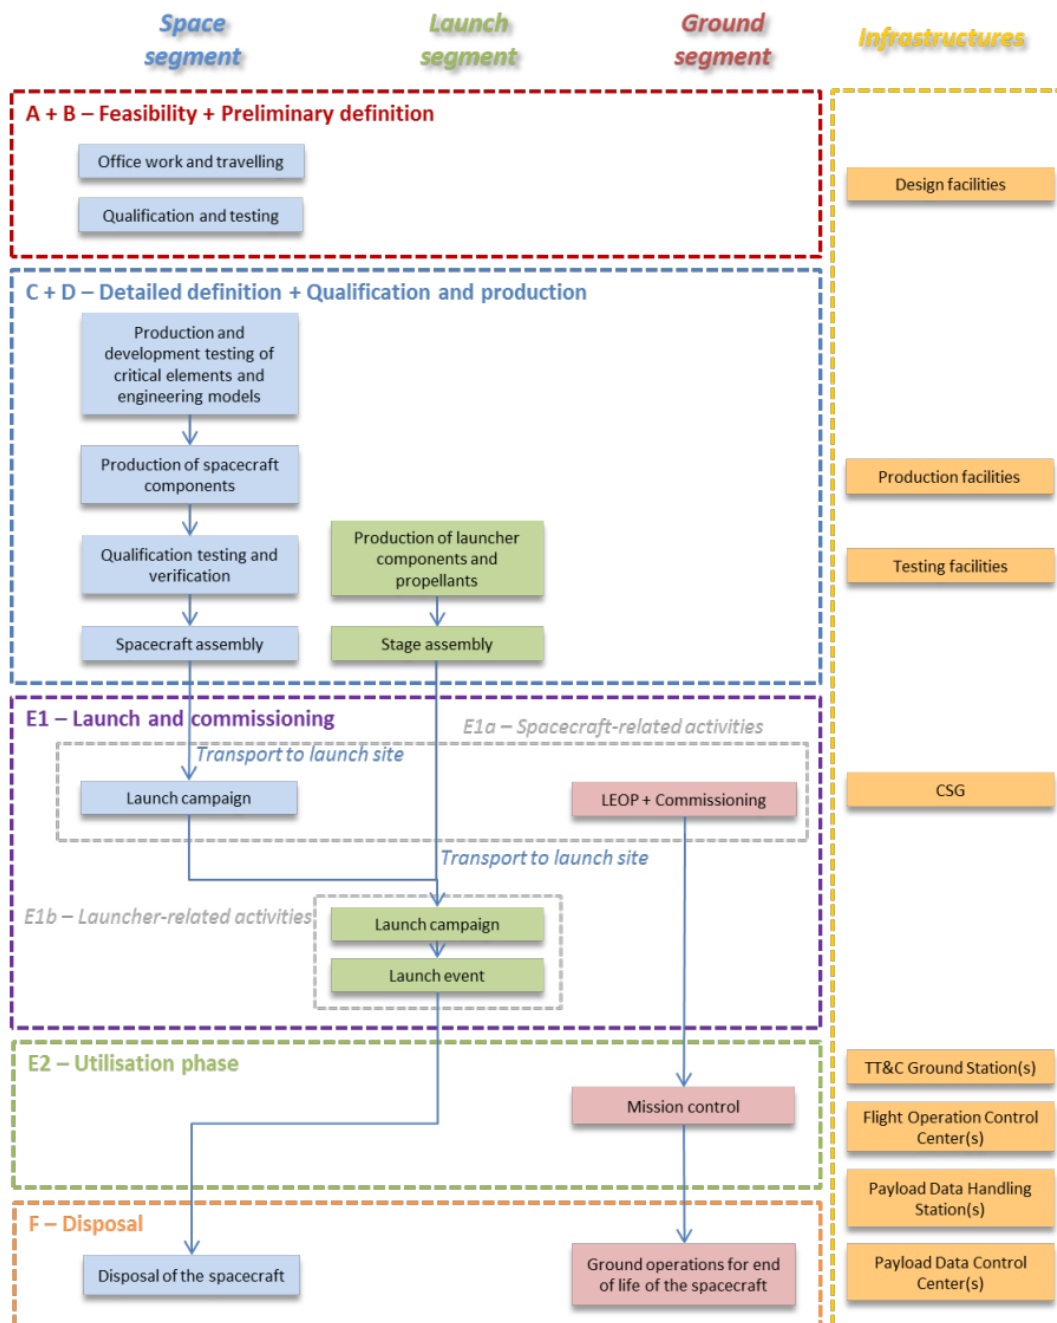 Space
segment
Launch
segment
Ground
segment
Infrastructures
A + B – Feasibility + Preliminary definition
Office work and travelling
Qualification and testing
Design facilities
C + D – Detailed definition + Qualification and production
Production and
development testing of
critical elements and
engineering models
Production of spacecraft
components
Production facilities
Qualification testing and
verification
Production of launcher
components and
propellants
Testing facilities
Spacecraft assembly
Stage assembly
E1 – Launch and commissioning
E1a – Spacecraft-related activities
Transport to launch site
Launch campaign
LEOP + Commissioning
CSG
Transport to launch site
E1b – Launcher-related activities
Launch campaign
Launch event
E2 – Utilisation phase
TT&C Ground Station(s)
Mission control
Flight Operation Control
Center(s)
Payload Data Handling
Station(s)
F – Disposal
Disposal of the spacecraft
Ground operations for end
of life of the spacecraft
Payload Data Control
Center(s)